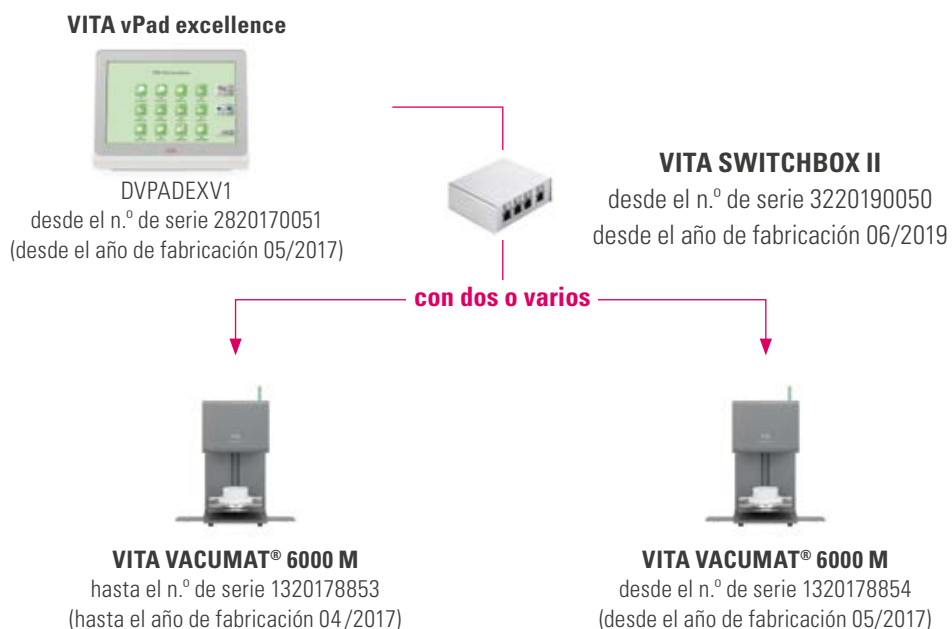 VITA vPad excellence
DVPADEXV1
desde el n.º de serie 2820170051
(desde el año de fabricación 05/2017)
VITA SWITCHBOX II
desde el n.º de serie 3220190050
desde el año de fabricación 06/2019
con dos o varios
VITA VACUMAT® 6000 M
hasta el n.º de serie 1320178853
(hasta el año de fabricación 04/2017)
VITA VACUMAT® 6000 M
desde el n.º de serie 1320178854
(desde el año de fabricación 05/2017)